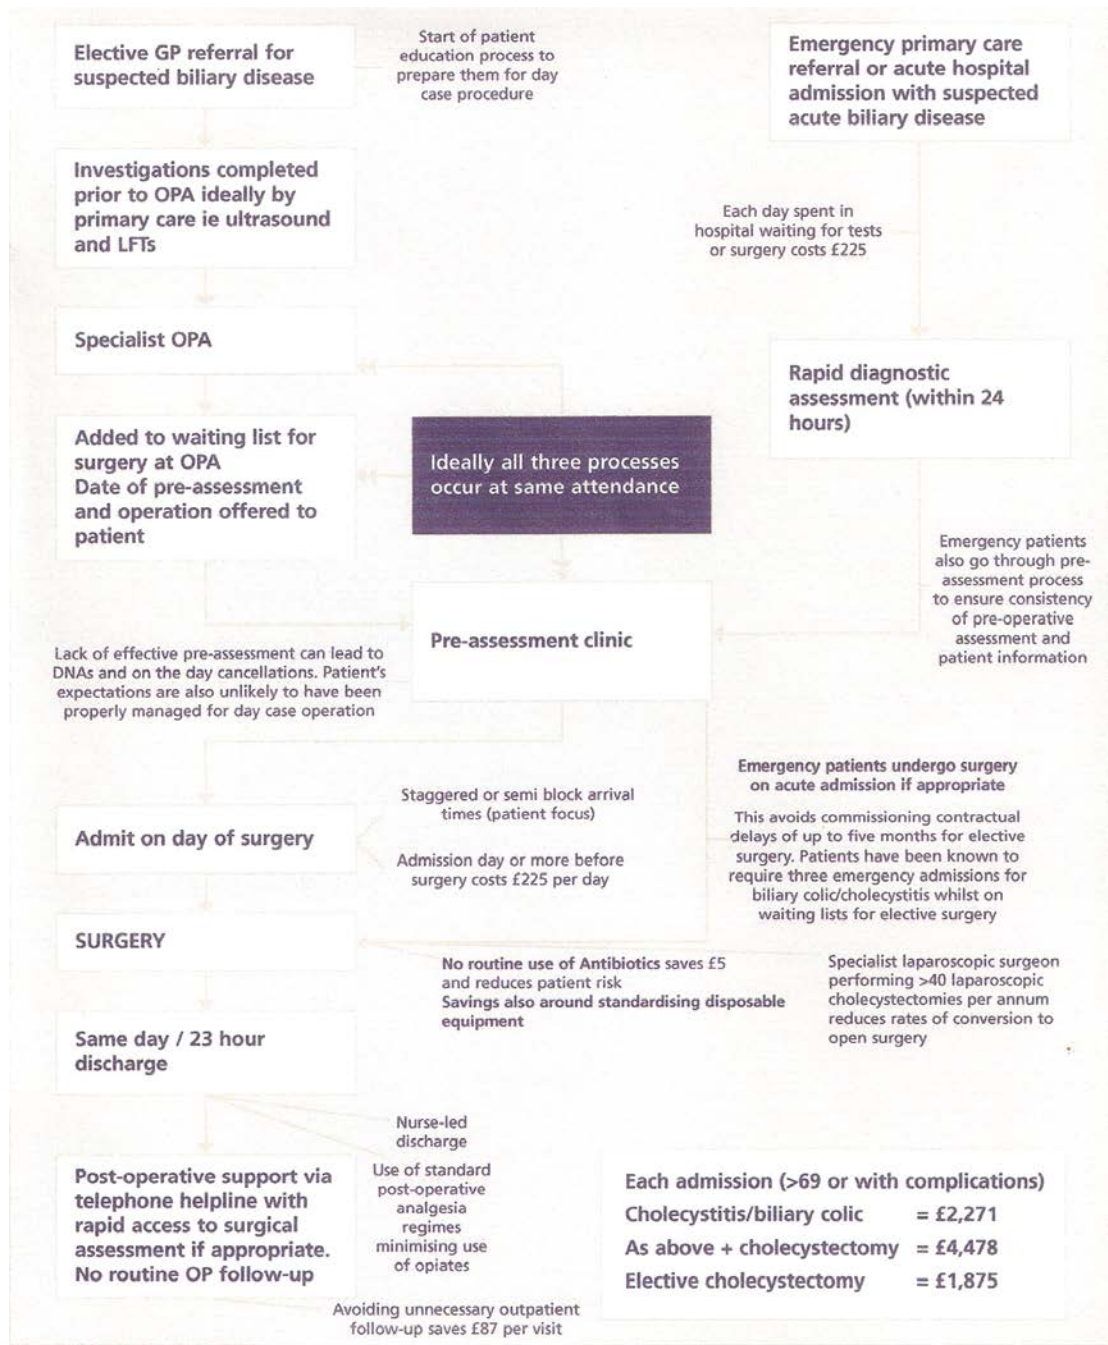 Elective GP referral for
suspected biliary disease
Start of patient
education process to
prepare them for day
case procedure
Emergency primary care
referral or acute hospital
admission with suspected
acute biliary disease
Investigations completed
prior to OPA ideally by
primary care ie ultrasound
and LFTs
Each day spent in
hospital waiting for tests
or surgery costs £225
Specialist OPA
Rapid diagnostic
assessment (within 24
hours)
Added to waiting list for
surgery at OPA
Date of pre-assessment
and operation offered to
patient
Ideally all three processes
occur at same attendance
Emergency patients
also go through pre-
assessment process
to ensure consistency
of pre-operative
assessment and
patient information
Pre-assessment clinic
Lack of effective pre-assessment can lead to
DNAs and on the day cancellations. Patient's
expectations are also unlikely to have been
properly managed for day case operation
Emergency patients undergo surgery
on acute admission if appropriate
This avoids commissioning contractual
delays of up to five months for elective
surgery. Patients have been known to
require three emergency admissions for
biliary colic/cholecystitis whilst on
waiting lists for elective surgery
Staggered or semi block arrival
times (patient focus)
Admit on day of surgery
Admission day or more before
surgery costs £225 per day
SURGERY
No routine use of Antibiotics saves £5
and reduces patient risk
Savings also around standardising disposable
equipment
Specialist laparoscopic surgeon
performing >40 laparoscopic
cholecystectomies per annum
reduces rates of conversion to
open surgery
Same day / 23 hour
discharge
Nurse-led
discharge
Use of standard
post-operative
analgesia
regimes
minimising use
of opiates
Post-operative support via
telephone helpline with
rapid access to surgical
assessment if appropriate.
No routine OP follow-up
Avoiding unnecessary outpatient
follow-up saves £87 per visit
Each admission (>69 or with complications)
Cholecystitis/biliary colic = £2,271
As above + cholecystectomy = £4,478
Elective cholecystectomy = £1,875